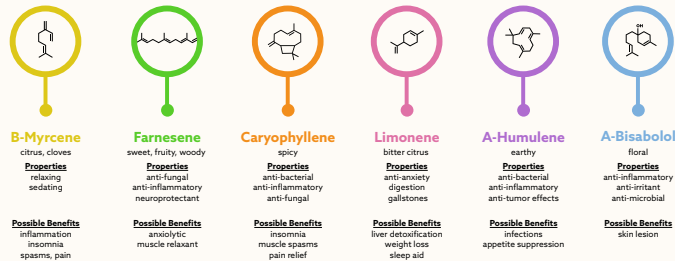 OH
B-Myrcene
citrus, cloves
Properties
relaxing
sedating
Possible Benefits
inflammation
insomnia
spasms, pain
Farnesene
sweet, fruity, woody
Properties
anti-fungal
anti-inflammatory
neuroprotectant
Possible Benefits
anxiolytic
muscle relaxant
Caryophyllene
spicy
Properties
anti-bacterial
anti-inflammatory
anti-fungal
Possible Benefits
insomnia
muscle spasms
pain relief
Limonene
bitter citrus
Properties
anti-anxiety
digestion
gallstones
Possible Benefits
liver detoxification
weight loss
sleep aid
A-Humulene
earthy
Properties
anti-bacterial
anti-inflammatory
anti-tumor effects
Possible Benefits
infections
appetite suppression
A-Bisabolol
floral
Properties
anti-inflammatory
anti-irritant
anti-microbial
Possible Benefits
skin lesion